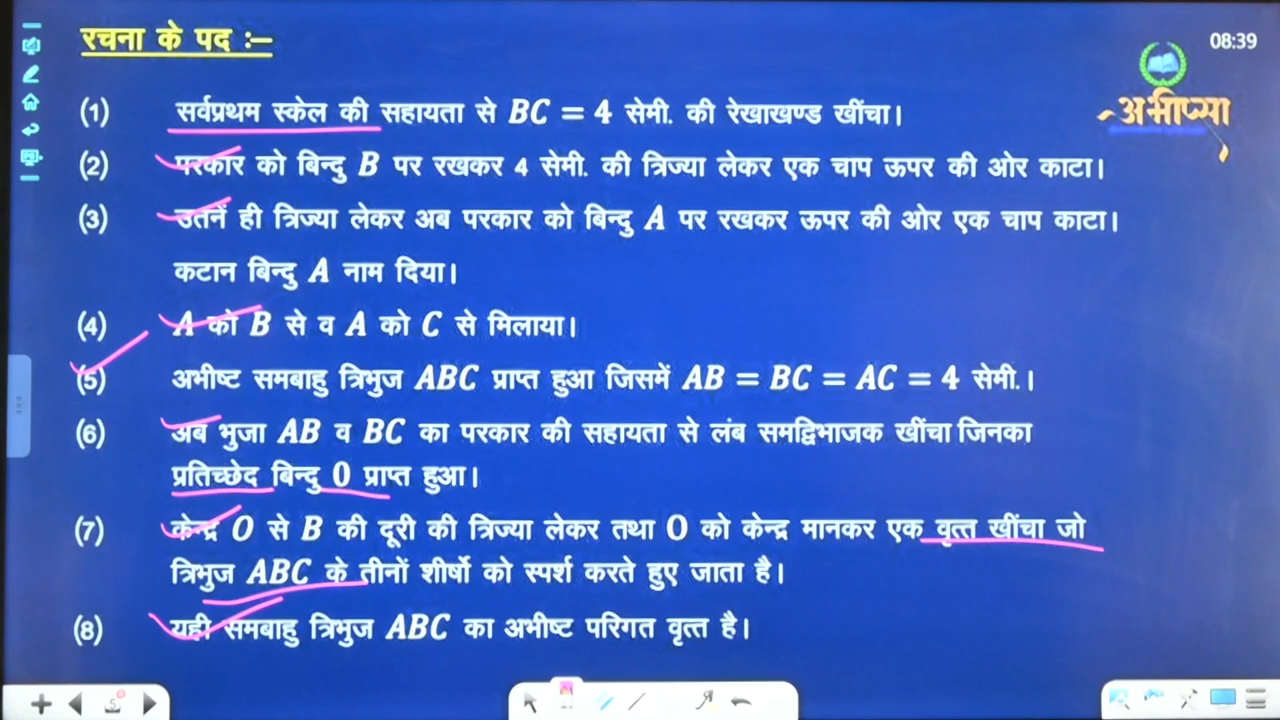 रचना के पद :–
08:39
अभीप्सा
(1) सर्वप्रथम स्केल की सहायता से BC = 4 सेमी. की रेखाखण्ड खींचा।
(2) परकार को बिन्दु B पर रखकर 4 सेमी. की त्रिज्या लेकर एक चाप ऊपर की ओर काटा।
(3) उतनें ही त्रिज्या लेकर अब परकार को बिन्दु A पर रखकर ऊपर की ओर एक चाप काटा।
कटान बिन्दु A नाम दिया।
(4) A को B से व A को C से मिलाया।
(5) अभीष्ट समबाहु त्रिभुज ABC प्राप्त हुआ जिसमें AB = BC = AC = 4 सेमी.।
(6) अब भुजा AB व BC का परकार की सहायता से लंब समद्विभाजक खींचा जिनका
प्रतिच्छेद बिन्दु O प्राप्त हुआ।
(7) केन्द्र O से B की दूरी की त्रिज्या लेकर तथा O को केन्द्र मानकर एक वृत्त खींचा जो
त्रिभुज ABC के तीनों शीर्षो को स्पर्श करते हुए जाता है।
(8) यही समबाहु त्रिभुज ABC का अभीष्ट परिगत वृत्त है।
5